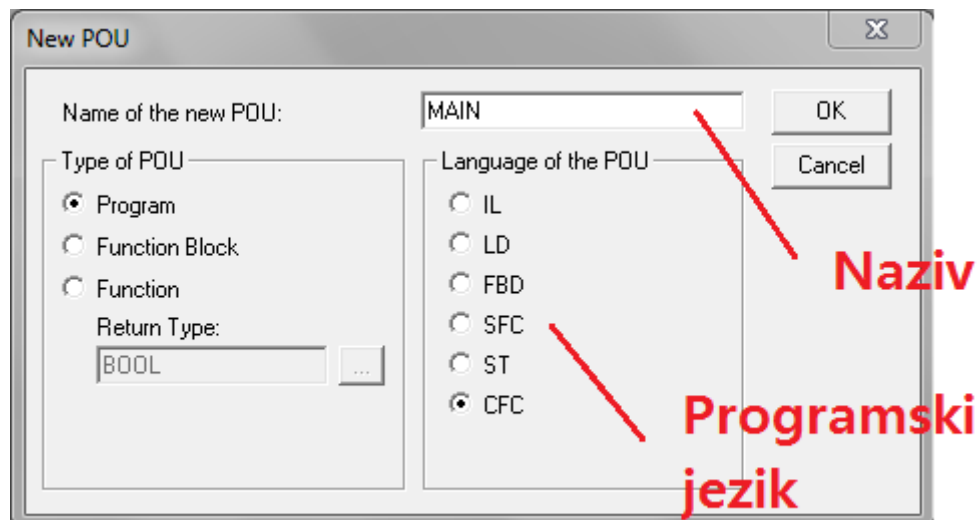 New POU
Name of the new POU:
MAIN
OK
Cancel
Type of POU
Program
Function Block
Function
Return Type:
BOOL
...
Language of the POU
IL
LD
FBD
SFC
ST
CFC
Naziv
Programski
jezik